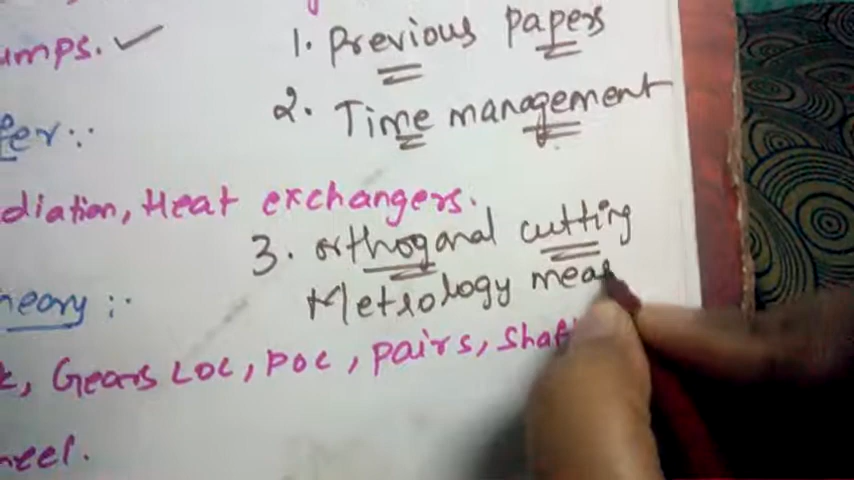 umps. ✓
1. Previous papers
2. Time management
fer::
diation, Heat exchangers.
3. orthogonal cutting
Metrology meas
heory :-
Gears LOC, POC, pairs, shaf
heel.